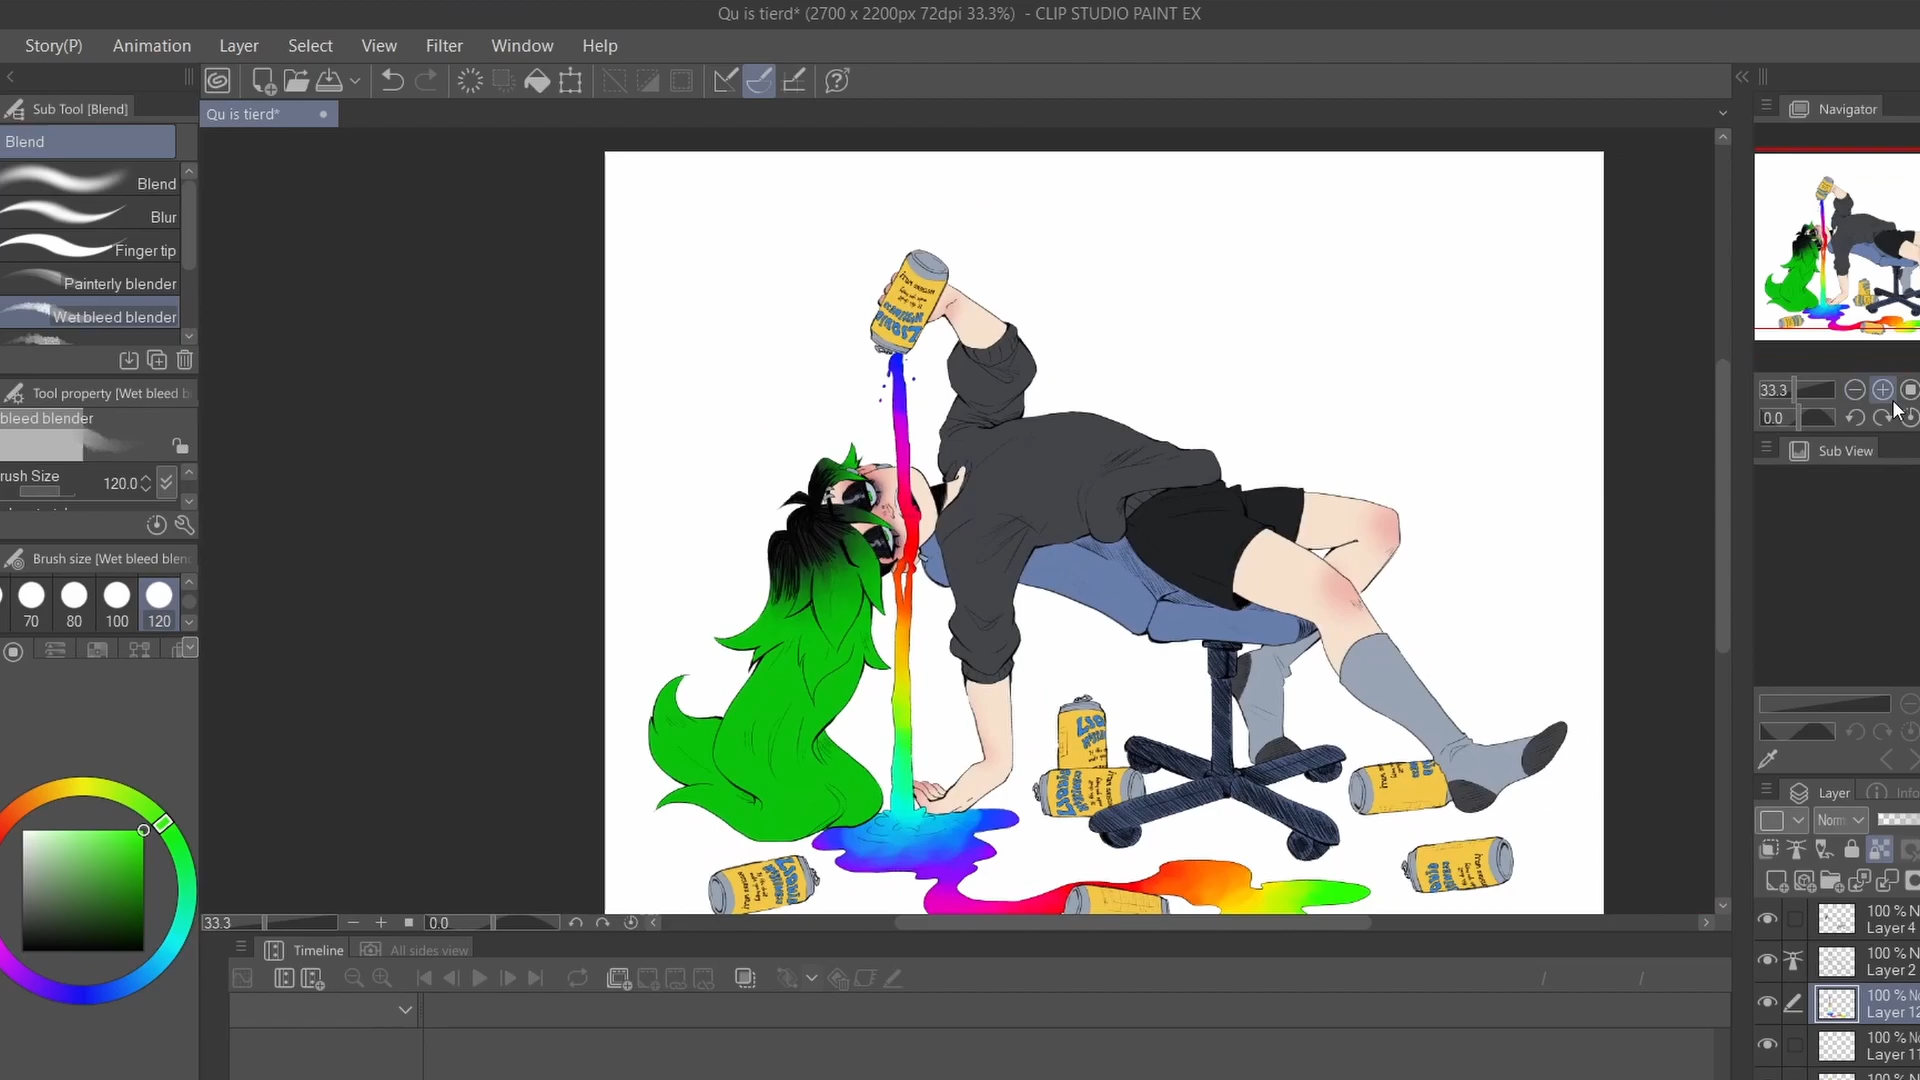 Qu is tierd* (2700 x 2200px 72dpi 33.3%) - CLIP STUDIO PAINT EX
Story(P) Animation Layer Select View Filter Window Help
Sub Tool [Blend]
Qu is tierd*
Navigator
Blend
Blend
Blur
Finger tip
Painterly blender
Wet bleed blender
Tool property [Wet bleed b
bleed blender
rush Size 120.0
Brush size [Wet bleed blen
70 80 100 120
33.3
0.0
Sub View
Layer Info
Norm
100 % N
Layer 4
100 % N
Layer 2
100 % No
Layer 12
100 % No
Layer 11
33.3 0.0
Timeline All sides view